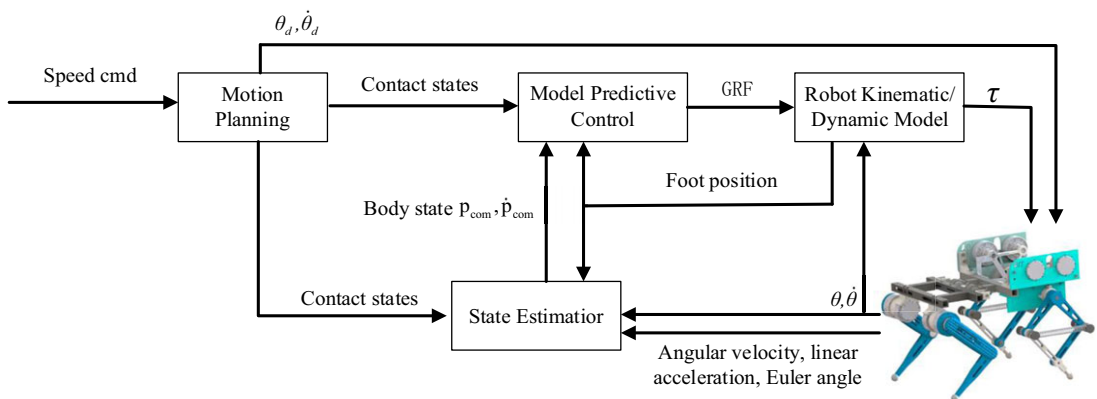 θ_d, θ̇_d
Speed cmd
Motion
Planning
Contact states
Model Predictive
Control
GRF
Robot Kinematic/
Dynamic Model
τ
Foot position
Body state p_com, ṗ_com
Contact states
State Estimatior
θ, θ̇
Angular velocity, linear
acceleration, Euler angle